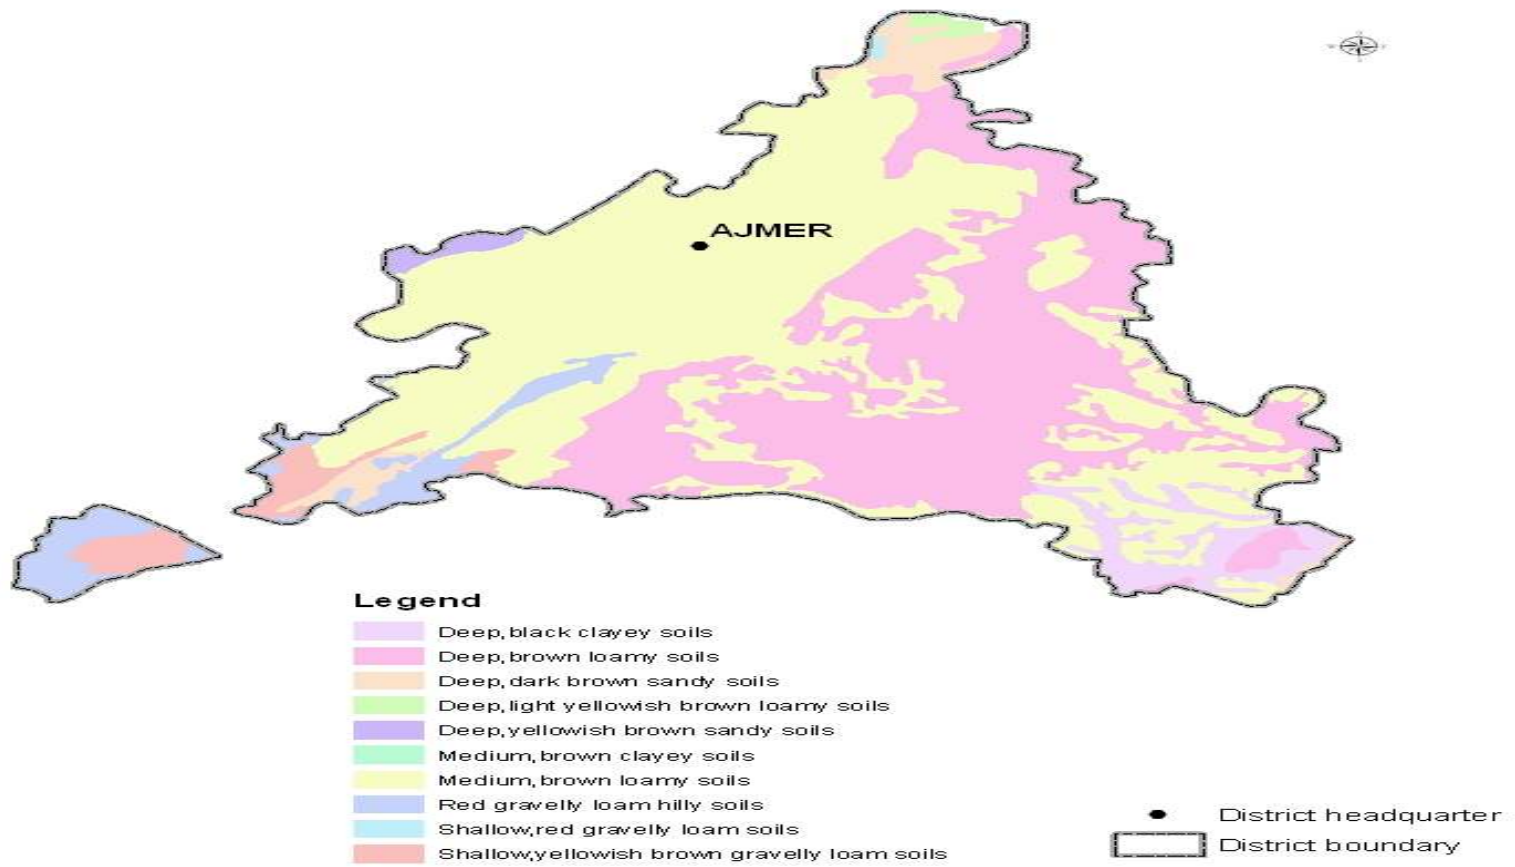 AJMER
Legend
Deep,black clayey soils
Deep,brown loamy soils
Deep,dark brown sandy soils
Deep,light yellowish brown loamy soils
Deep,yellowish brown sandy soils
Medium,brown clayey soils
Medium,brown loamy soils
Red gravelly loam hilly soils
Shallow,red gravelly loam soils
Shallow,yellowish brown gravelly loam soils
District headquarter
District boundary